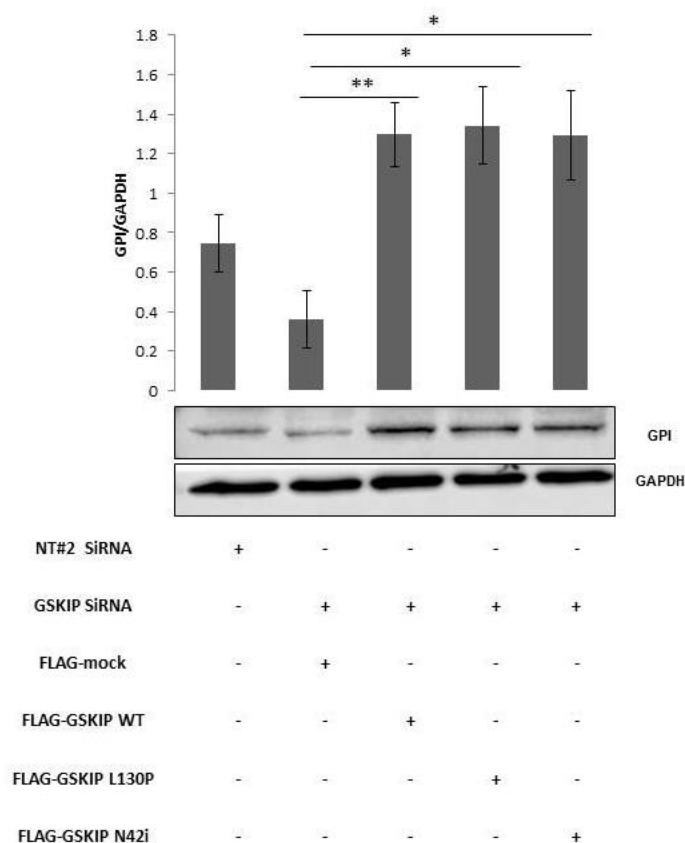 *
*
**
1.8
1.6
1.4
1.2
1
0.8
0.6
0.4
0.2
0
GPI/GAPDH
GPI
GAPDH
NT#2 SiRNA + - - - -
GSKIP SiRNA - + + + +
FLAG-mock - + - - -
FLAG-GSKIP WT - - + - -
FLAG-GSKIP L130P - - - + -
FLAG-GSKIP N42i - - - - +